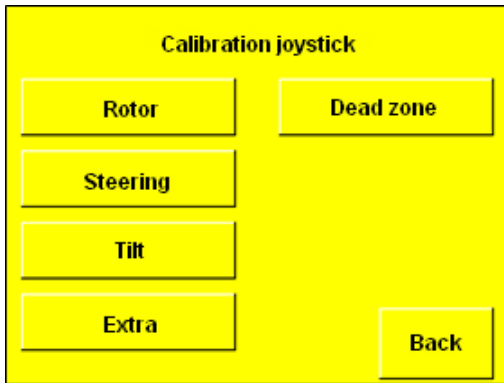 Calibration joystick
Rotor
Dead zone
Steering
Tilt
Extra
Back